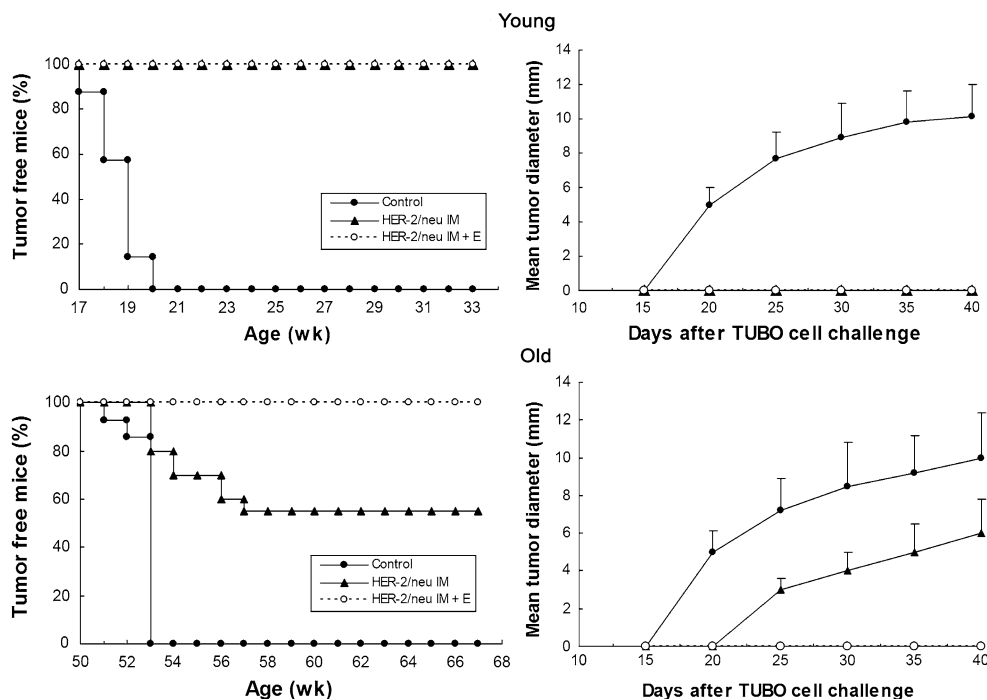 Young
Tumor free mice (%)
100
80
60
40
20
0
17 19 21 23 25 27 29 31 33
Age (wk)
Control
HER-2/neu IM
HER-2/neu IM + E
Mean tumor diameter (mm)
14
12
10
8
6
4
2
0
10 15 20 25 30 35 40
Days after TUBO cell challenge
Old
Tumor free mice (%)
100
80
60
40
20
0
50 52 54 56 58 60 62 64 66 68
Age (wk)
Control
HER-2/neu IM
HER-2/neu IM + E
Mean tumor diameter (mm)
14
12
10
8
6
4
2
0
10 15 20 25 30 35 40
Days after TUBO cell challenge